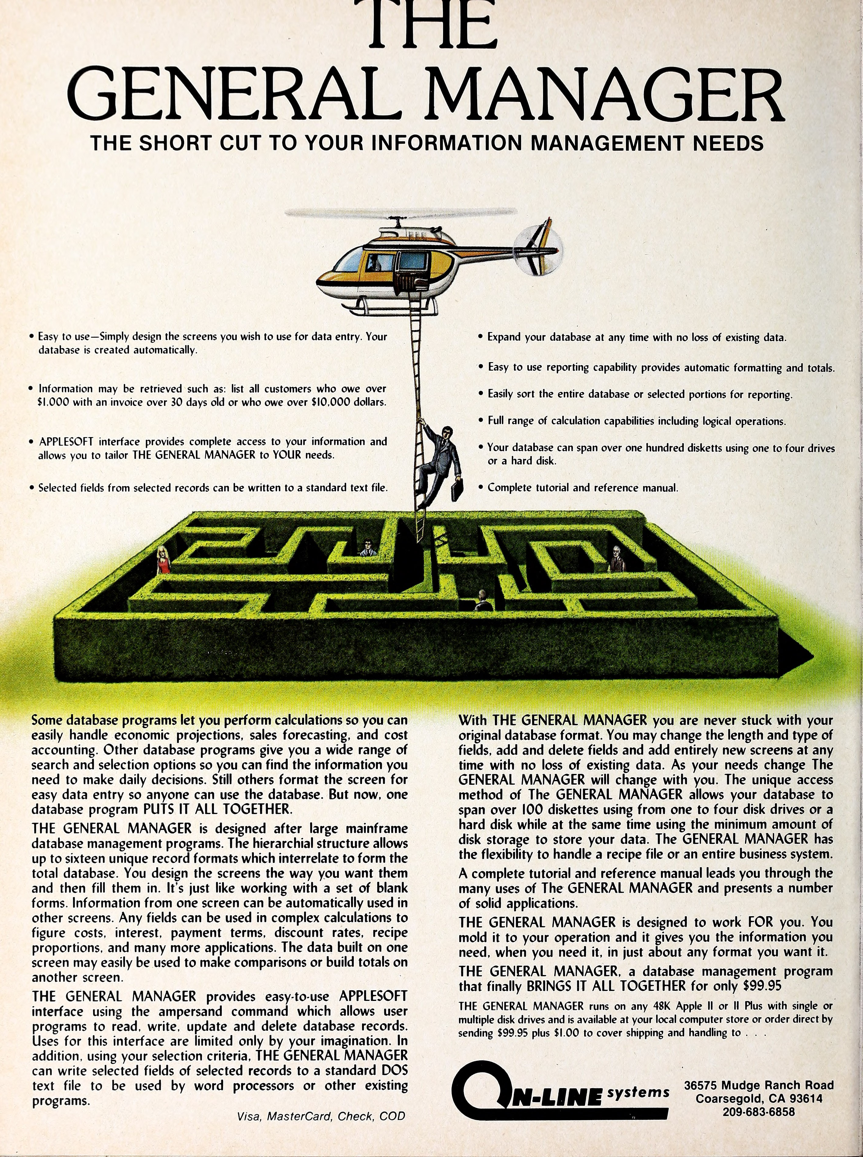 THE
GENERAL MANAGER
THE SHORT CUT TO YOUR INFORMATION MANAGEMENT NEEDS
• Easy to use—Simply design the screens you wish to use for data entry. Your
database is created automatically.
• Information may be retrieved such as: list all customers who owe over
$1,000 with an invoice over 30 days old or who owe over $10,000 dollars.
• APPLESOFT interface provides complete access to your information and
allows you to tailor THE GENERAL MANAGER to YOUR needs.
• Selected fields from selected records can be written to a standard text file.
• Expand your database at any time with no loss of existing data.
• Easy to use reporting capability provides automatic formatting and totals.
• Easily sort the entire database or selected portions for reporting.
• Full range of calculation capabilities including logical operations.
• Your database can span over one hundred disketts using one to four drives
or a hard disk.
• Complete tutorial and reference manual.
Some database programs let you perform calculations so you can
easily handle economic projections, sales forecasting, and cost
accounting. Other database programs give you a wide range of
search and selection options so you can find the information you
need to make daily decisions. Still others format the screen for
easy data entry so anyone can use the database. But now, one
database program PUTS IT ALL TOGETHER.
THE GENERAL MANAGER is designed after large mainframe
database management programs. The hierarchial structure allows
up to sixteen unique record formats which interrelate to form the
total database. You design the screens the way you want them
and then fill them in. It's just like working with a set of blank
forms. Information from one screen can be automatically used in
other screens. Any fields can be used in complex calculations to
figure costs, interest, payment terms, discount rates, recipe
proportions, and many more applications. The data built on one
screen may easily be used to make comparisons or build totals on
another screen.
THE GENERAL MANAGER provides easy-to-use APPLESOFT
interface using the ampersand command which allows user
programs to read, write, update and delete database records.
Uses for this interface are limited only by your imagination. In
addition, using your selection criteria, THE GENERAL MANAGER
can write selected fields of selected records to a standard DOS
text file to be used by word processors or other existing
programs.
Visa, MasterCard, Check, COD
With THE GENERAL MANAGER you are never stuck with your
original database format. You may change the length and type of
fields, add and delete fields and add entirely new screens at any
time with no loss of existing data. As your needs change The
GENERAL MANAGER will change with you. The unique access
method of The GENERAL MANAGER allows your database to
span over 100 diskettes using from one to four disk drives or a
hard disk while at the same time using the minimum amount of
disk storage to store your data. The GENERAL MANAGER has
the flexibility to handle a recipe file or an entire business system.
A complete tutorial and reference manual leads you through the
many uses of The GENERAL MANAGER and presents a number
of solid applications.
THE GENERAL MANAGER is designed to work FOR you. You
mold it to your operation and it gives you the information you
need, when you need it, in just about any format you want it.
THE GENERAL MANAGER, a database management program
that finally BRINGS IT ALL TOGETHER for only $99.95
THE GENERAL MANAGER runs on any 48K Apple II or II Plus with single or
multiple disk drives and is available at your local computer store or order direct by
sending $99.95 plus $1.00 to cover shipping and handling to . . .
ON-LINE systems
36575 Mudge Ranch Road
Coarsegold, CA 93614
209-683-6858